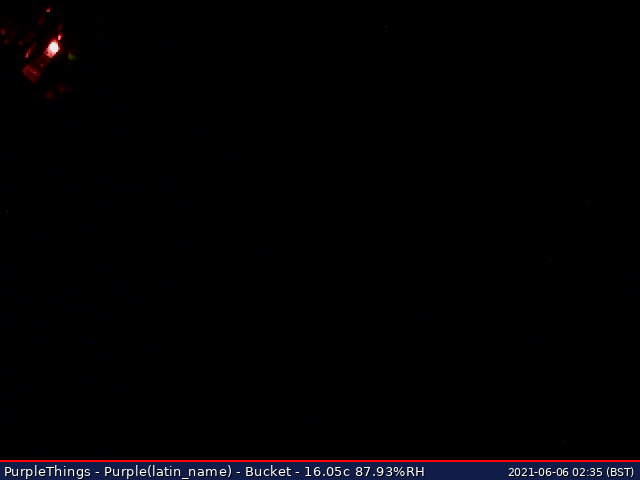 PurpleThings - Purple(latin_name) - Bucket - 16.05c 87.93%RH
2021-06-06 02:35 (BST)